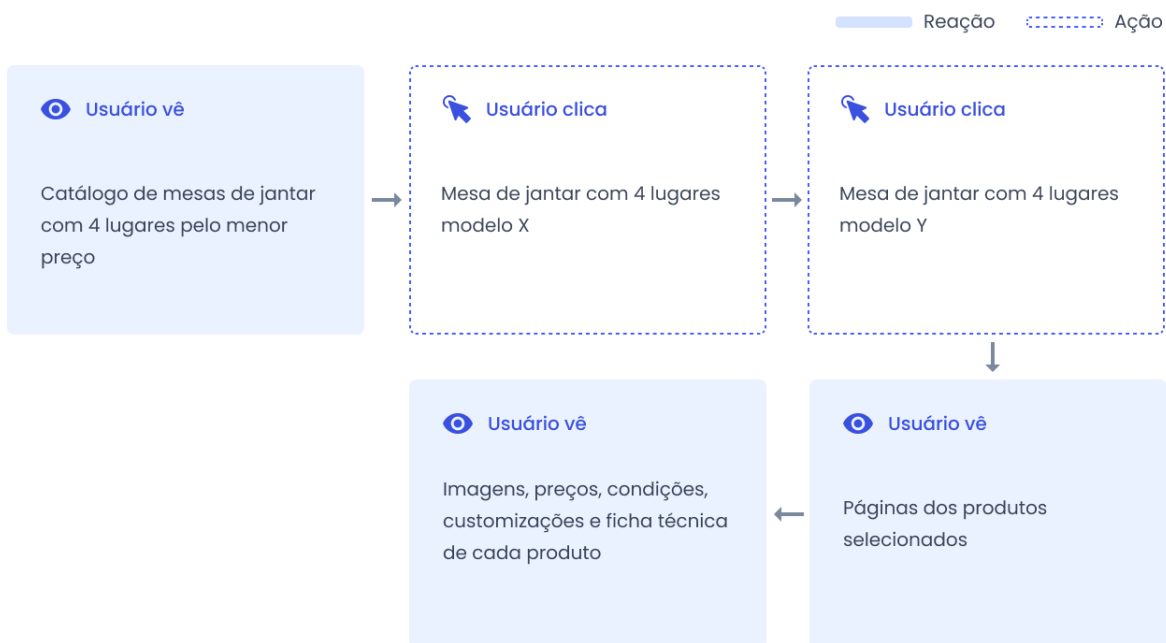 Reação
Ação
Usuário vê
Catálogo de mesas de jantar
com 4 lugares pelo menor
preço
Usuário clica
Mesa de jantar com 4 lugares
modelo X
Usuário clica
Mesa de jantar com 4 lugares
modelo Y
Usuário vê
Páginas dos produtos
selecionados
Usuário vê
Imagens, preços, condições,
customizações e ficha técnica
de cada produto